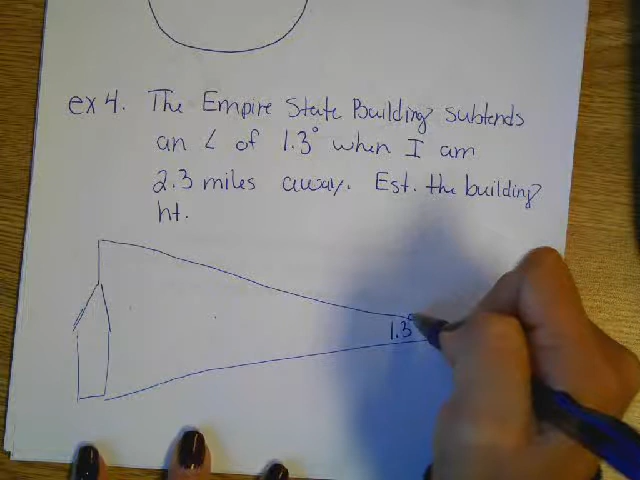 ex 4. The Empire State Building subtends
an ∠ of 1.3° when I am
2.3 miles away. Est. the building
ht.
1.3°